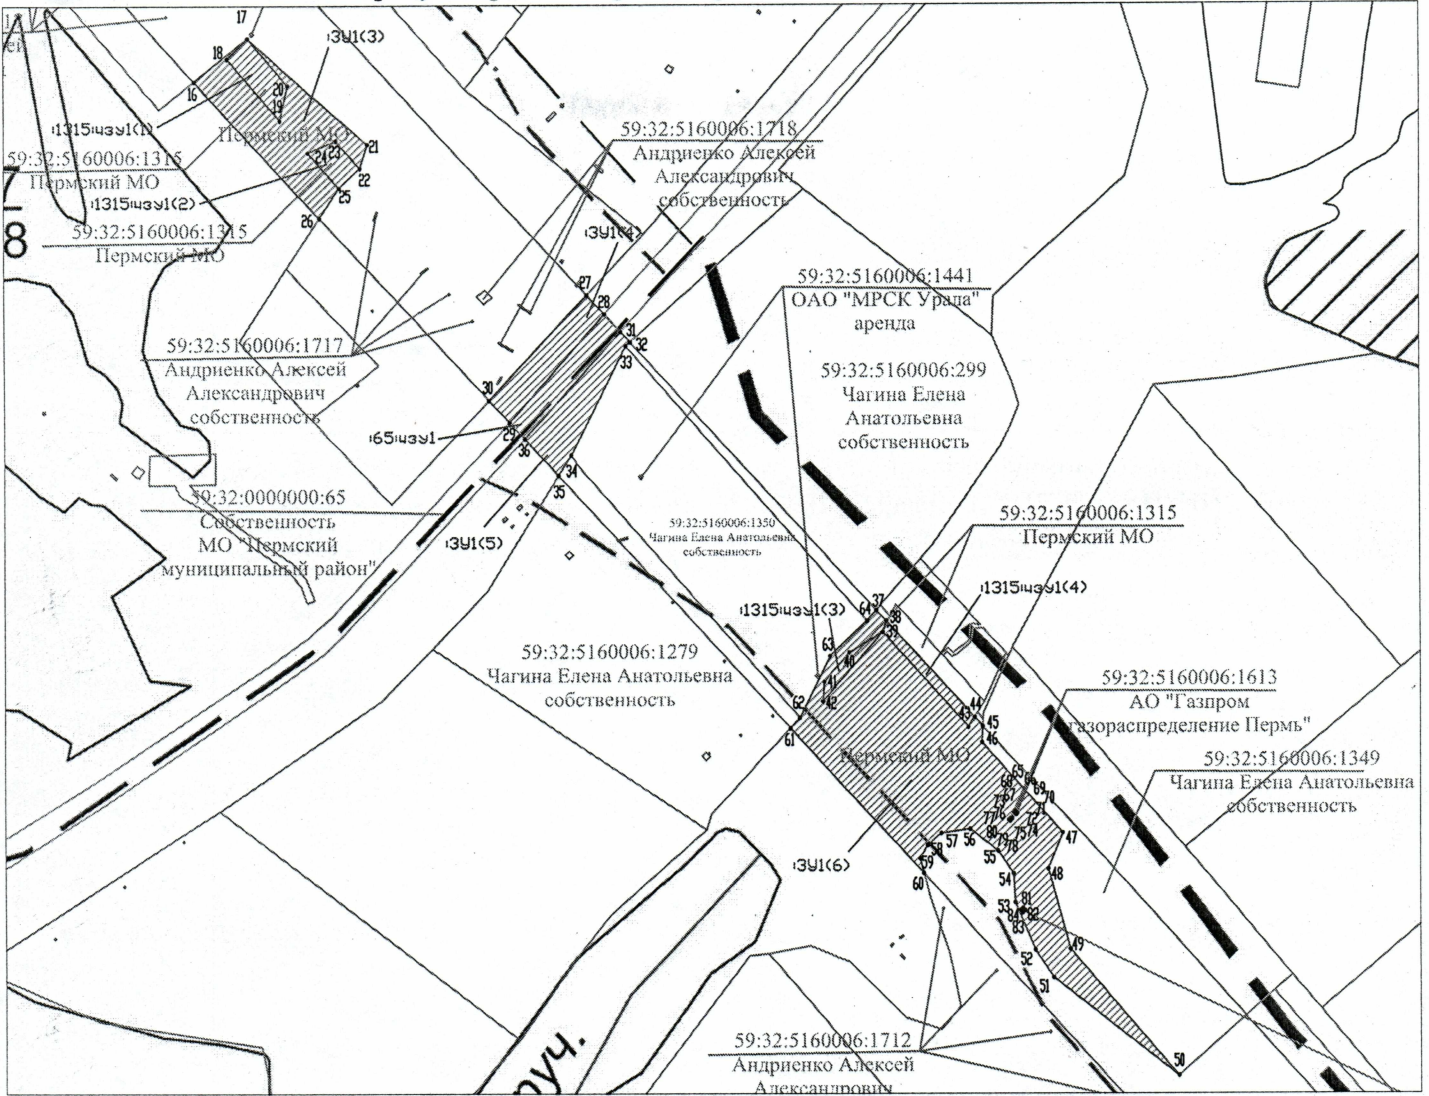 17
:ЗУ1(3)
18
16
20
19
:1315:чзу1(1)
Пермский МО
21
23
24
22
25
26
59:32:5160006:1315
Пермский МО
:1315:чзу1(2)
59:32:5160006:1315
Пермский МО
8
59:32:5160006:1718
Андриенко Алексей
Александрович
собственность
:ЗУ1(4)
27
28
31
32
33
30
29
36
34
35
59:32:5160006:1441
ОАО "МРСК Урала"
аренда
59:32:5160006:1717
Андриенко Алексей
Александрович
собственность
:65:чзу1
59:32:5160006:299
Чагина Елена
Анатольевна
собственность
59:32:0000000:65
Собственность
МО "Пермский
муниципальный район"
:ЗУ1(5)
59:32:5160006:1350
Чагина Елена Анатольевна
собственность
59:32:5160006:1315
Пермский МО
:1315:чзу1(4)
:1315:чзу1(3)
64
37
38
39
63
40
41
42
62
61
43
44
45
46
59:32:5160006:1279
Чагина Елена Анатольевна
собственность
59:32:5160006:1613
АО "Газпром
газораспределение Пермь"
Пермский МО
59:32:5160006:1349
Чагина Елена Анатольевна
собственность
65
69
70
67
71
77
76
72
74
75
80
79
78
47
48
57
56
55
58
59
60
54
53
81
82
84
83
52
51
49
50
:ЗУ1(6)
59:32:5160006:1712
Андриенко Алексей
Александрович
руч.